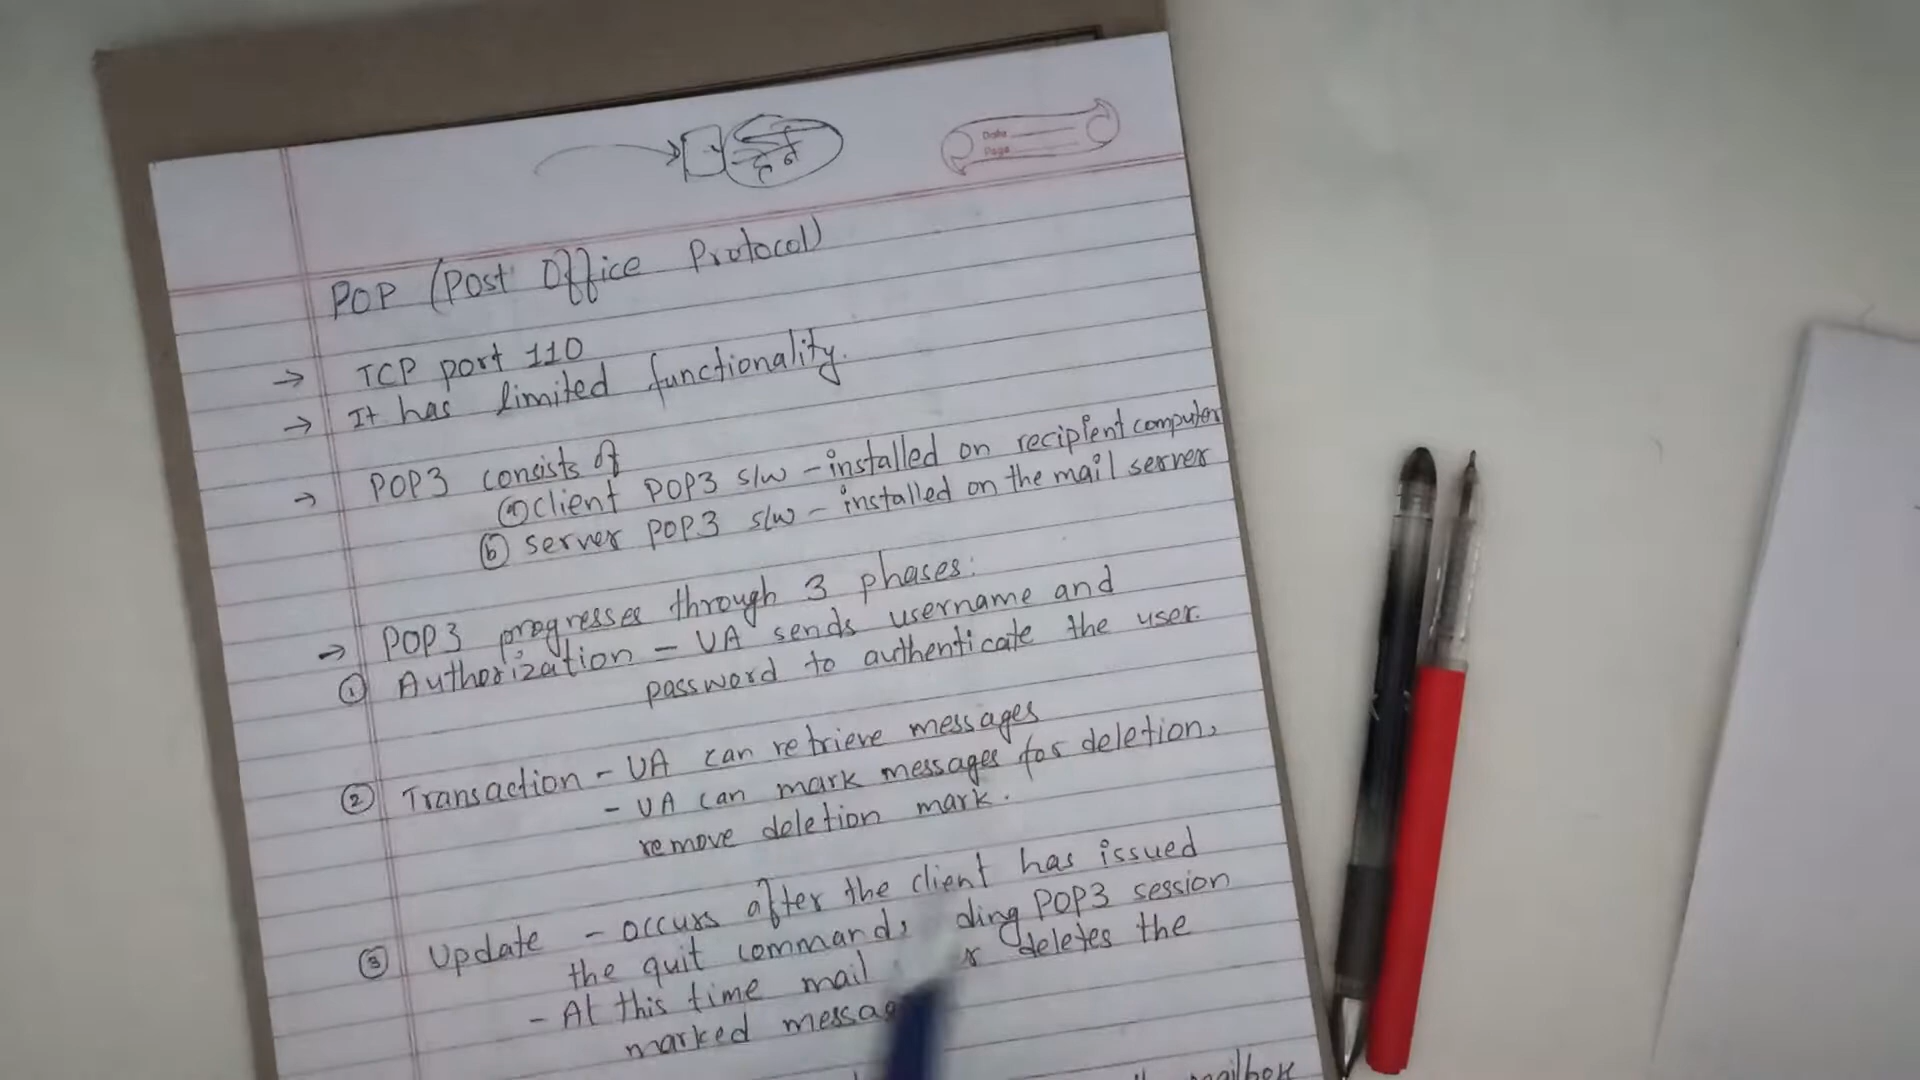 Date
Page
POP (Post Office Protocol)
→ TCP port 110
→ It has limited functionality.
→ POP3 consists of
ⓐ client POP3 s/w - installed on recipient computer
ⓑ server POP3 s/w - installed on the mail server
→ POP3 progresses through 3 phases:
① Authorization - UA sends username and
password to authenticate the user.
② Transaction - UA can retrieve messages
- UA can mark messages for deletion,
remove deletion mark.
③ Update - occurs after the client has issued
the quit command, ding POP3 session
- At this time mail r deletes the
marked messag
mailbox